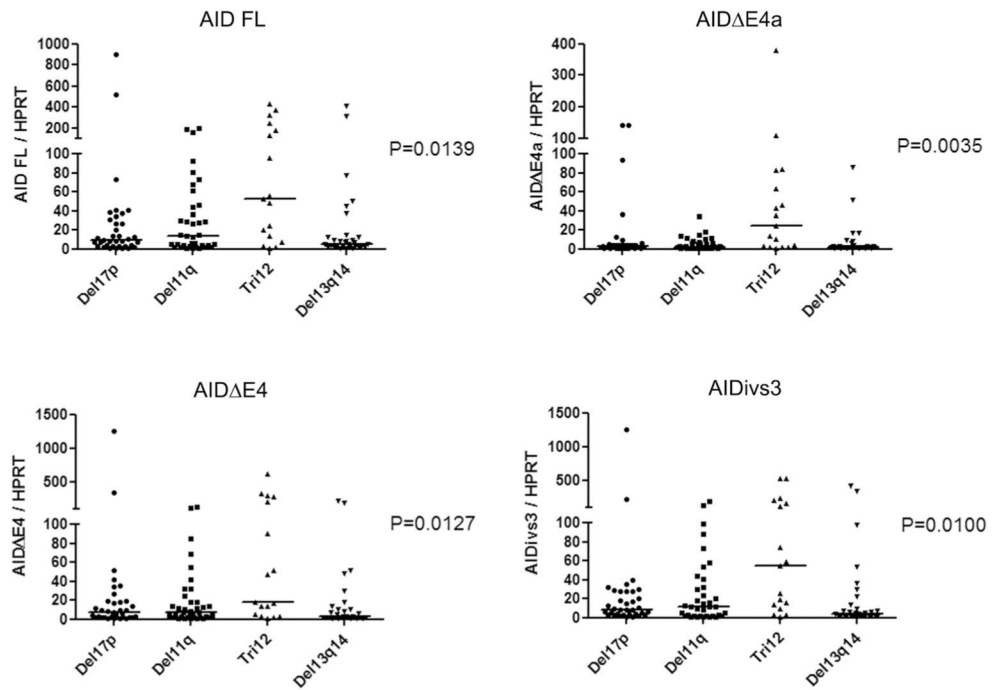 AID FL
AID FL / HPRT
1000
800
600
400
200
100
80
60
40
20
0
Del17p
Del11q
Tri12
Del13q14
P=0.0139
AIDΔE4a
AIDΔE4a / HPRT
400
300
200
100
80
60
40
20
0
Del17p
Del11q
Tri12
Del13q14
P=0.0035
AIDΔE4
AIDΔE4 / HPRT
1500
1000
500
100
80
60
40
20
0
Del17p
Del11q
Tri12
Del13q14
P=0.0127
AIDivs3
AIDivs3 / HPRT
1500
1000
500
100
80
60
40
20
0
Del17p
Del11q
Tri12
Del13q14
P=0.0100